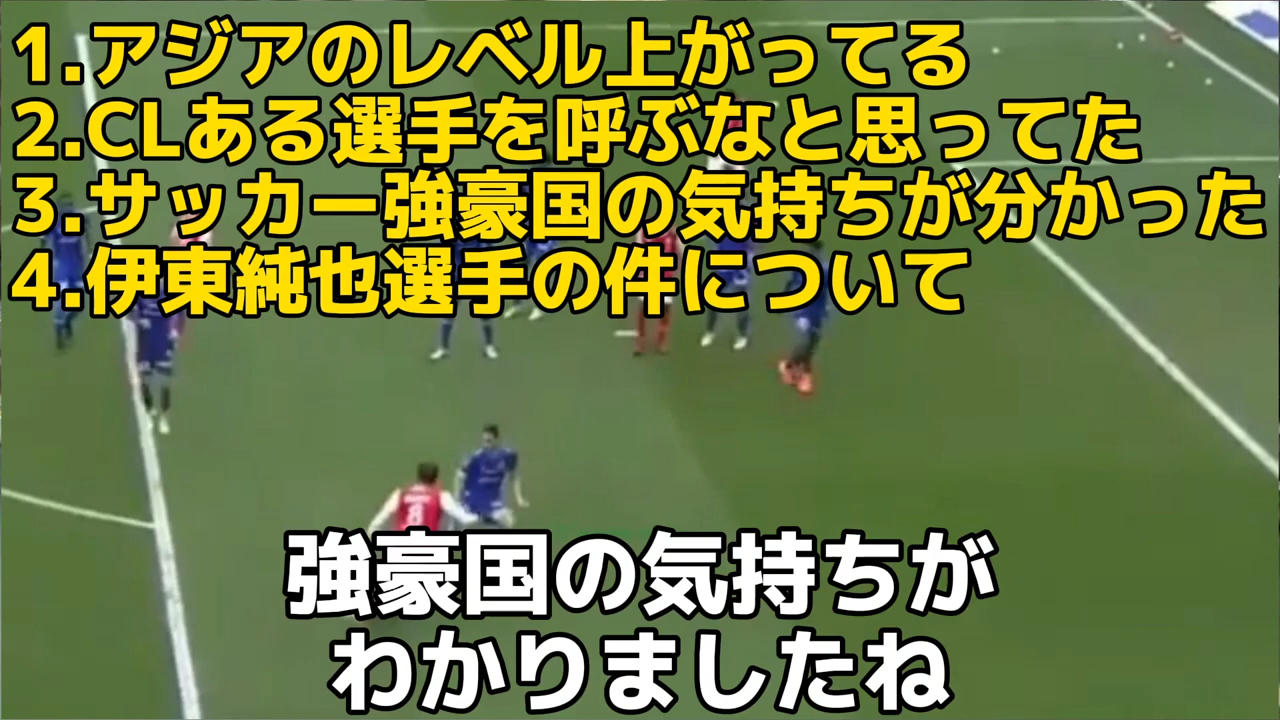 1.アジアのレベル上がってる
2.CLある選手を呼ぶなと思ってた
3.サッカー強豪国の気持ちが分かった
4.伊東純也選手の件について
8
強豪国の気持ちが
わかりましたね